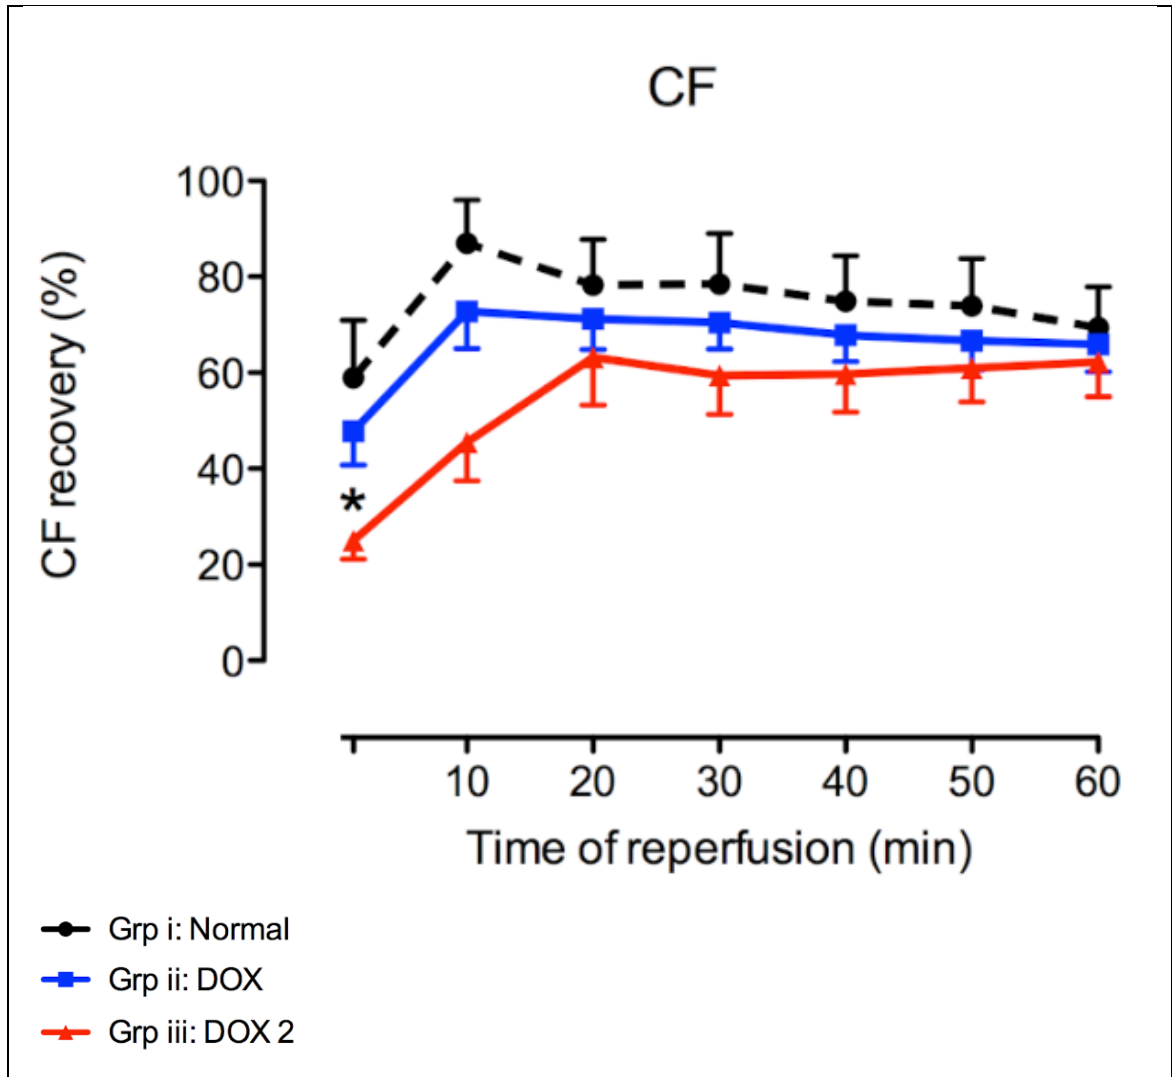 CF
CF recovery (%)
100
80
60
40
20
0
*
10 20 30 40 50 60
Time of reperfusion (min)
Grp i: Normal
Grp ii: DOX
Grp iii: DOX 2